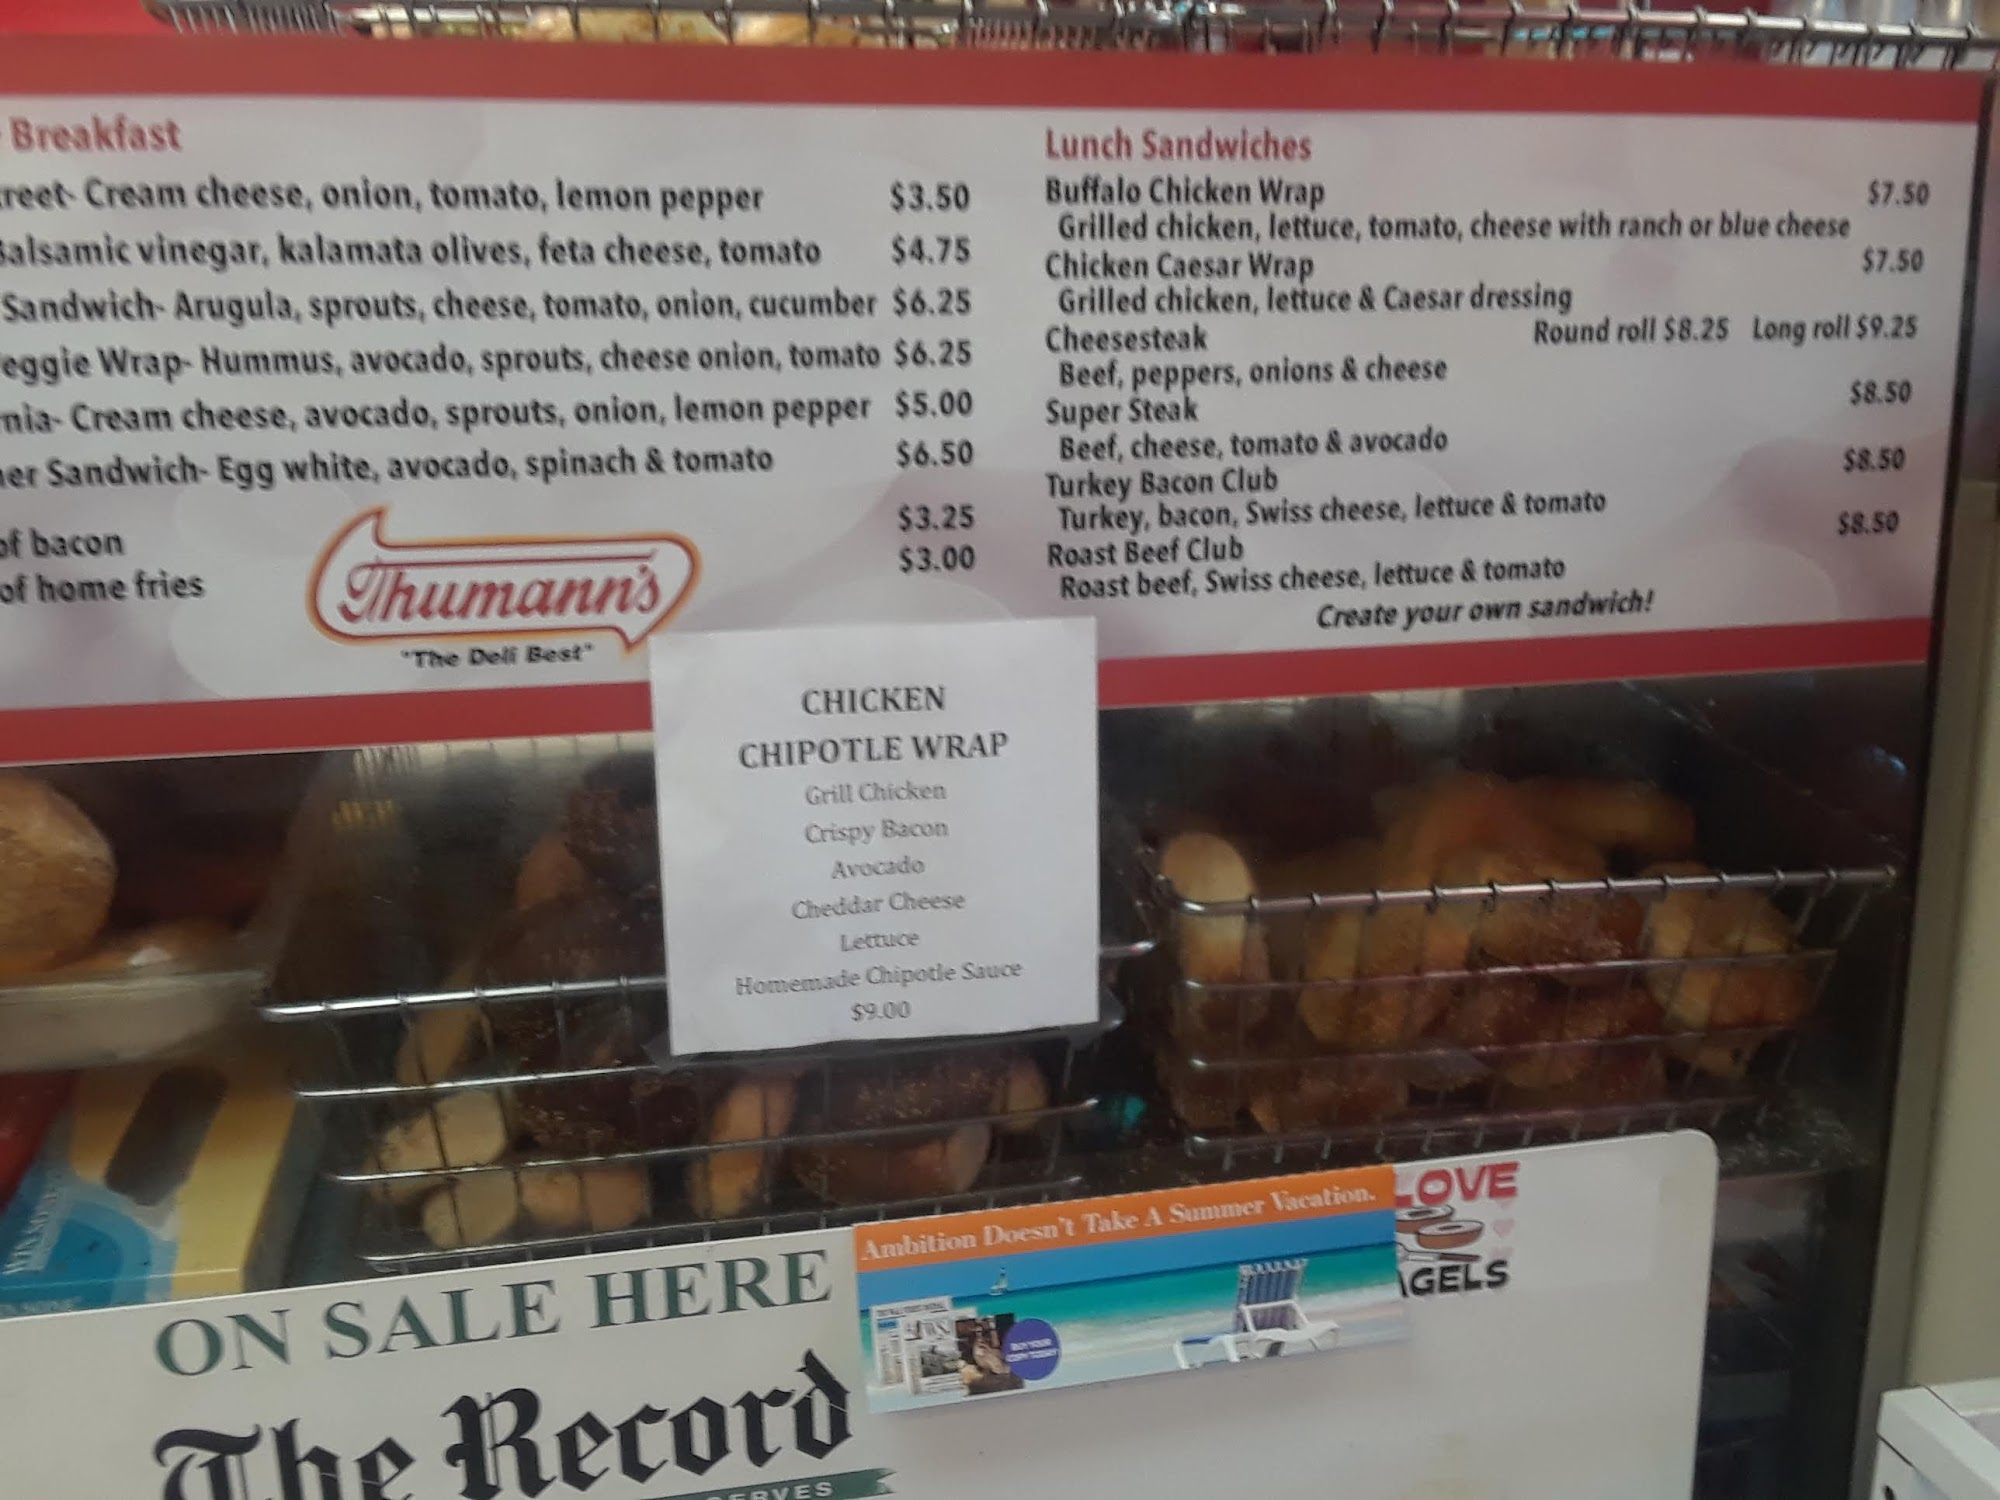 Breakfast
reet- Cream cheese, onion, tomato, lemon pepper $3.50
Balsamic vinegar, kalamata olives, feta cheese, tomato $4.75
Sandwich- Arugula, sprouts, cheese, tomato, onion, cucumber $6.25
eggie Wrap- Hummus, avocado, sprouts, cheese onion, tomato $6.25
nia- Cream cheese, avocado, sprouts, onion, lemon pepper $5.00
er Sandwich- Egg white, avocado, spinach & tomato $6.50
of bacon $3.25
of home fries $3.00
Thumann's
"The Deli Best"
Lunch Sandwiches
Buffalo Chicken Wrap $7.50
Grilled chicken, lettuce, tomato, cheese with ranch or blue cheese
Chicken Caesar Wrap $7.50
Grilled chicken, lettuce & Caesar dressing
Cheesesteak Round roll $8.25 Long roll $9.25
Beef, peppers, onions & cheese
Super Steak $8.50
Beef, cheese, tomato & avocado
Turkey Bacon Club $8.50
Turkey, bacon, Swiss cheese, lettuce & tomato
Roast Beef Club $8.50
Roast beef, Swiss cheese, lettuce & tomato
Create your own sandwich!
CHICKEN
CHIPOTLE WRAP
Grill Chicken
Crispy Bacon
Avocado
Cheddar Cheese
Lettuce
Homemade Chipotle Sauce
$9.00
ON SALE HERE
The Record
ERVES
Ambition Doesn't Take A Summer Vacation.
BUY YOUR
COPY TODAY
LOVE
AGELS